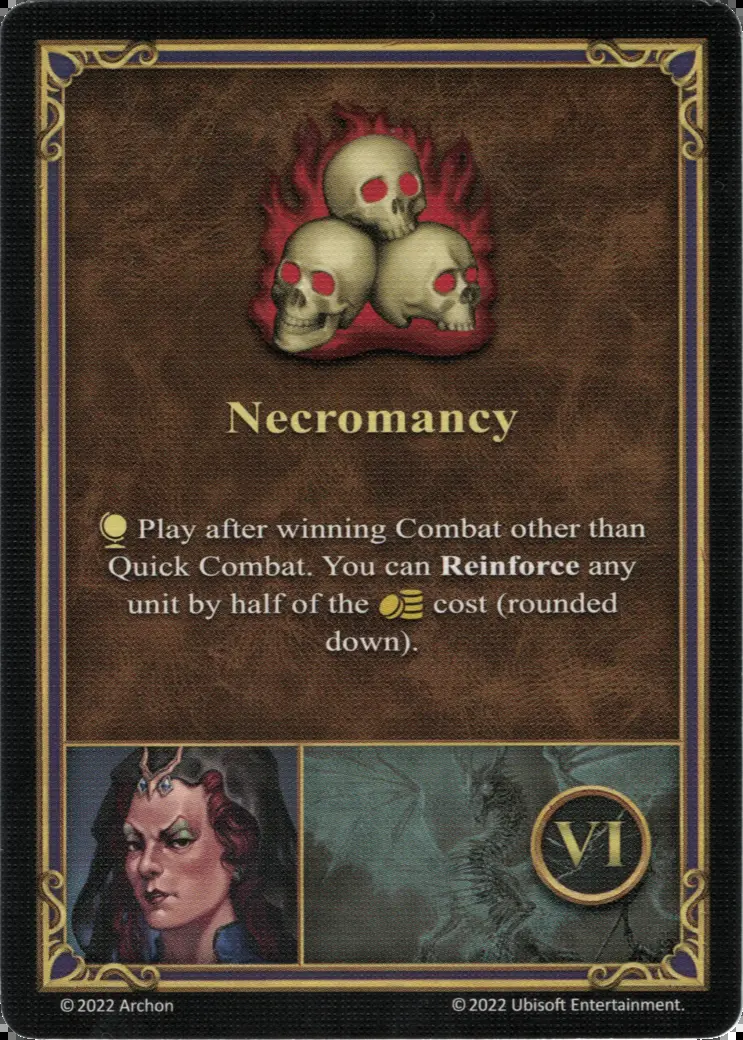 Necromancy
Play after winning Combat other than
Quick Combat. You can Reinforce any
unit by half of the cost (rounded
down).
VI
© 2022 Archon
© 2022 Ubisoft Entertainment.